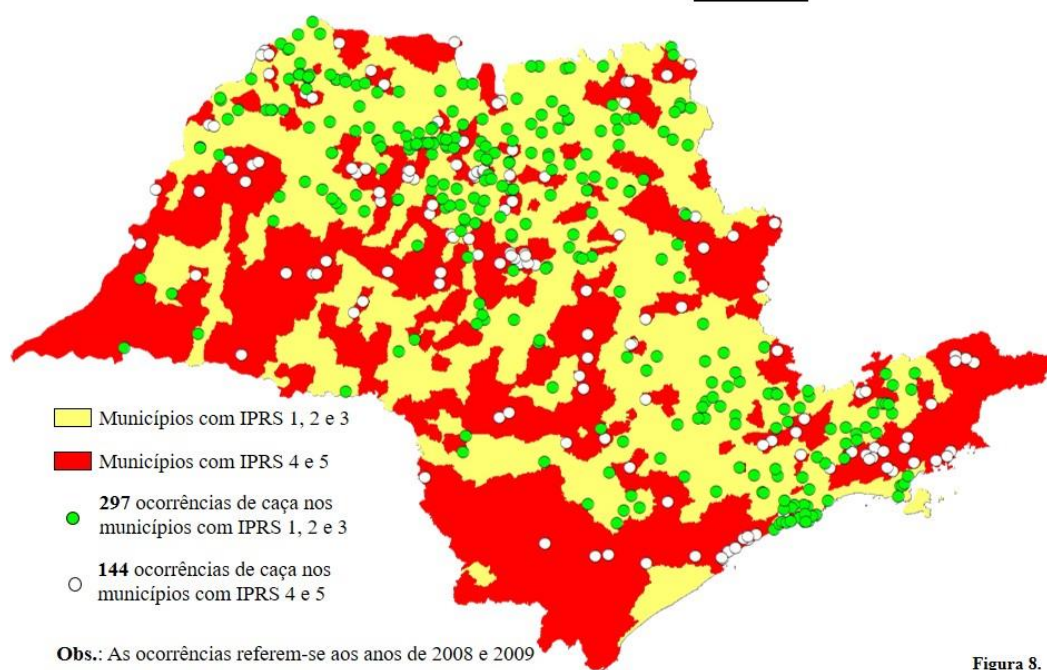 Municípios com IPRS 1, 2 e 3
Municípios com IPRS 4 e 5
297 ocorrências de caça nos
municípios com IPRS 1, 2 e 3
144 ocorrências de caça nos
municípios com IPRS 4 e 5
Obs.: As ocorrências referem-se aos anos de 2008 e 2009
Figura 8.